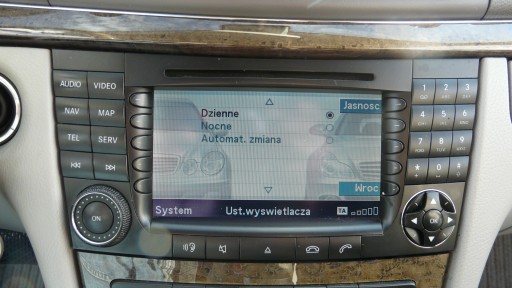 AUDIO VIDEO
NAV MAP
TEL SERV
ON
Dzienne
Nocne
Automat. zmiana
Jasnosc
Wroc
System Ust.wyswietlacza TA
1 2 3
4 5 6
7 8 9
* 0 #
ON